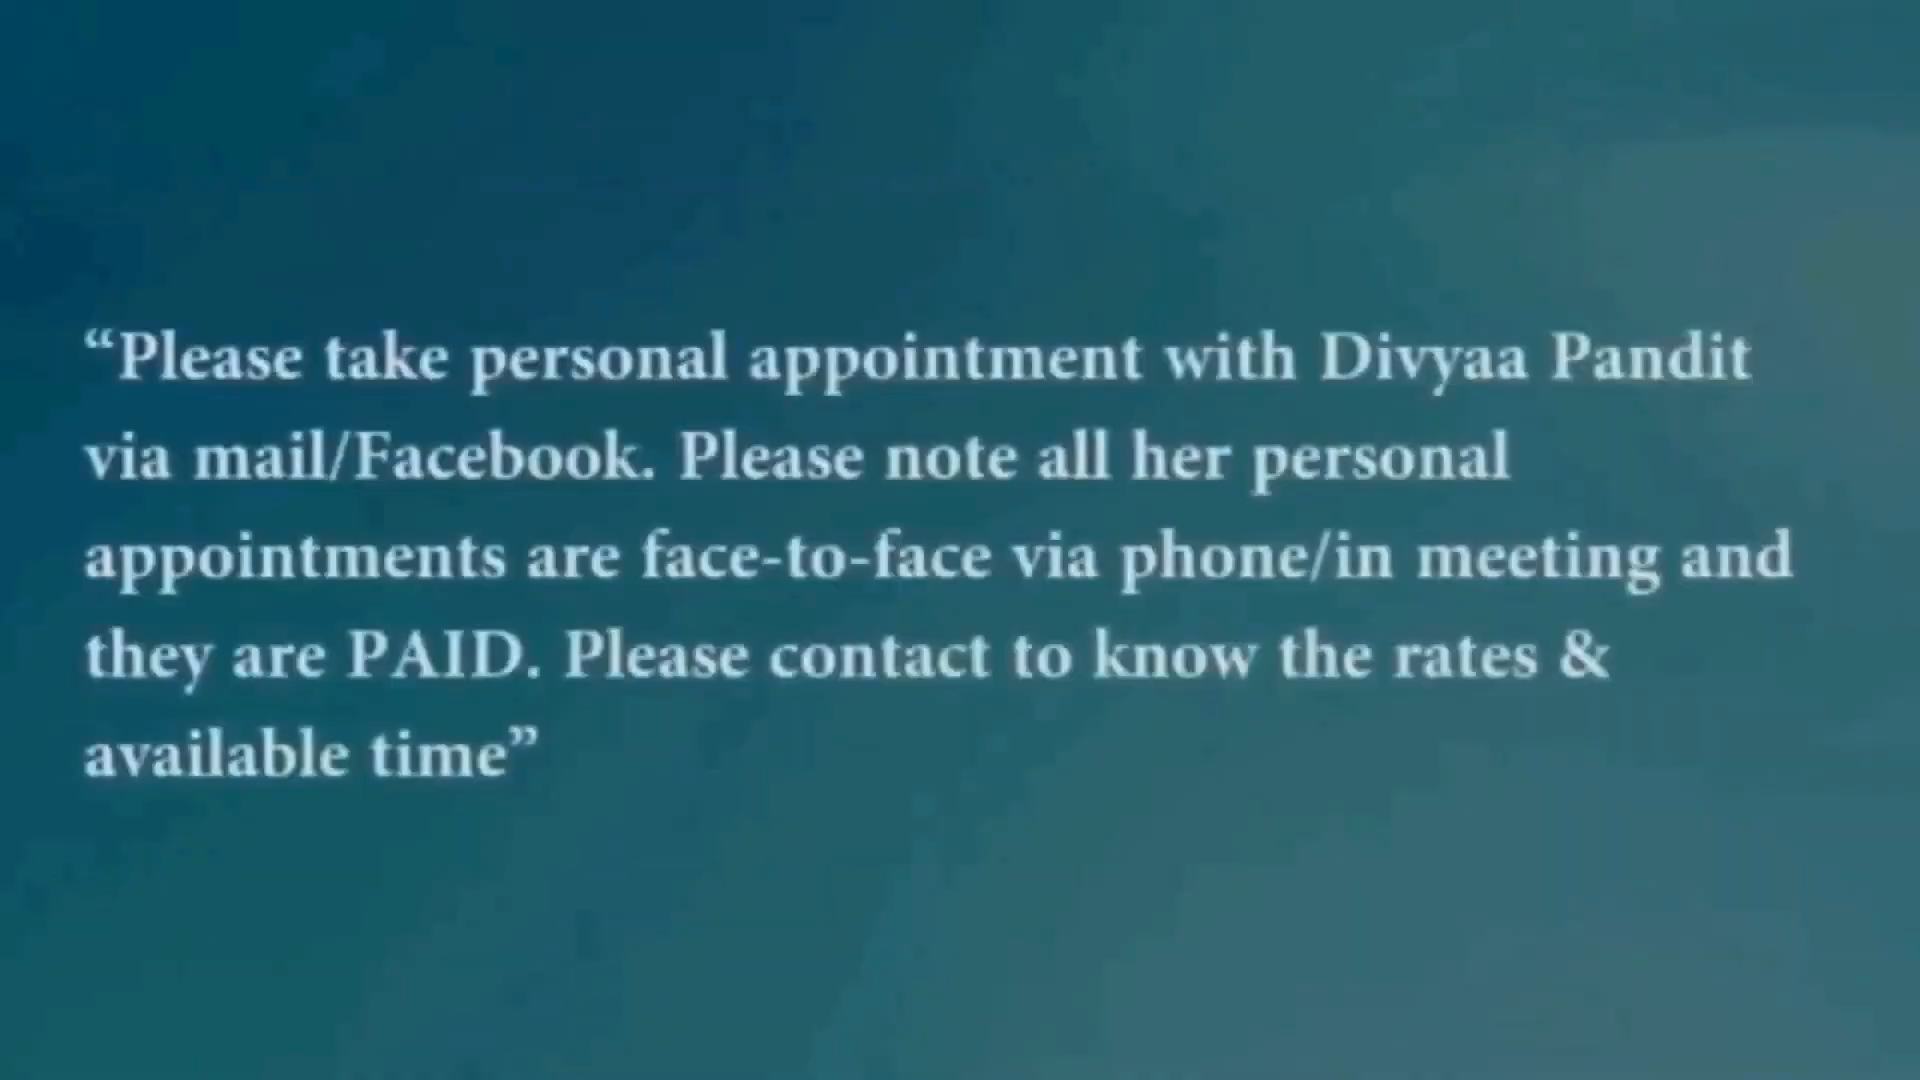 “Please take personal appointment with Divyaa Pandit
via mail/Facebook. Please note all her personal
appointments are face-to-face via phone/in meeting and
they are PAID. Please contact to know the rates &
available time”